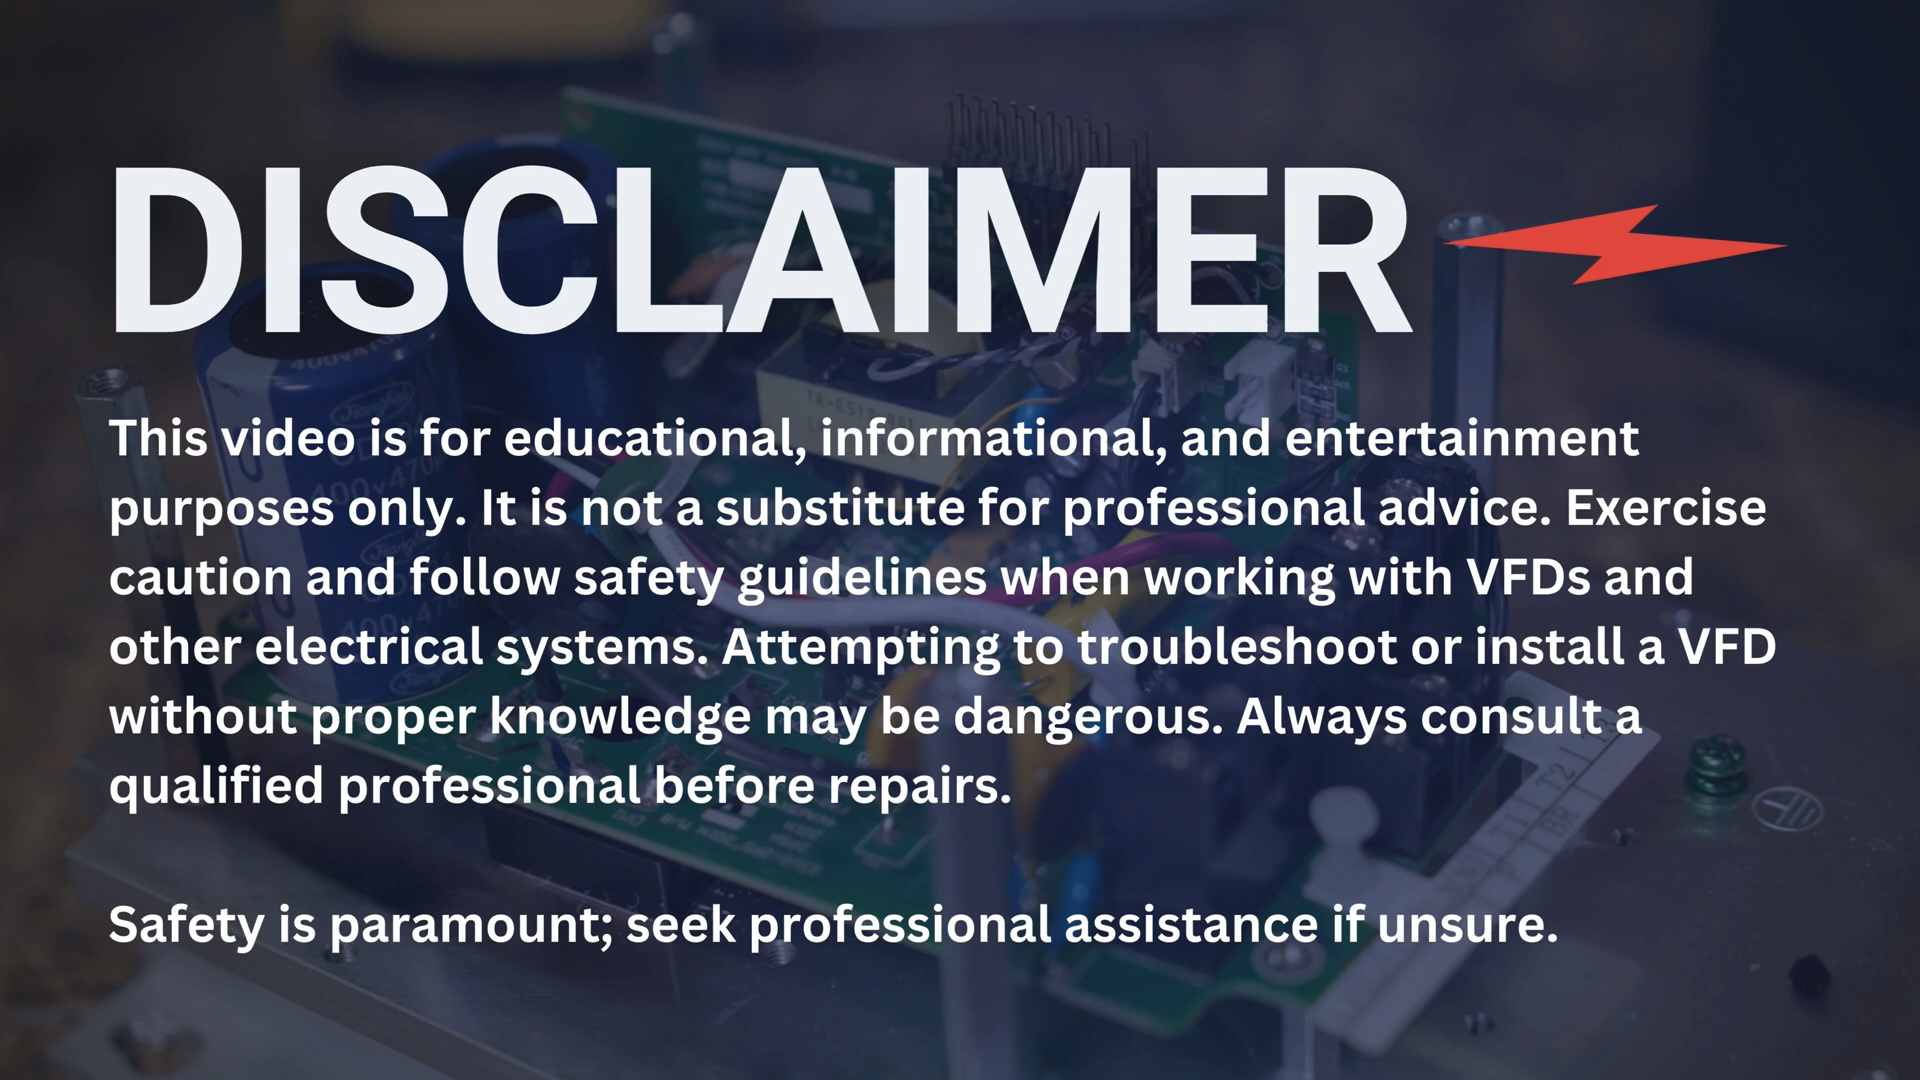 DISCLAIMER
This video is for educational, informational, and entertainment
purposes only. It is not a substitute for professional advice. Exercise
caution and follow safety guidelines when working with VFDs and
other electrical systems. Attempting to troubleshoot or install a VFD
without proper knowledge may be dangerous. Always consult a
qualified professional before repairs.
Safety is paramount; seek professional assistance if unsure.